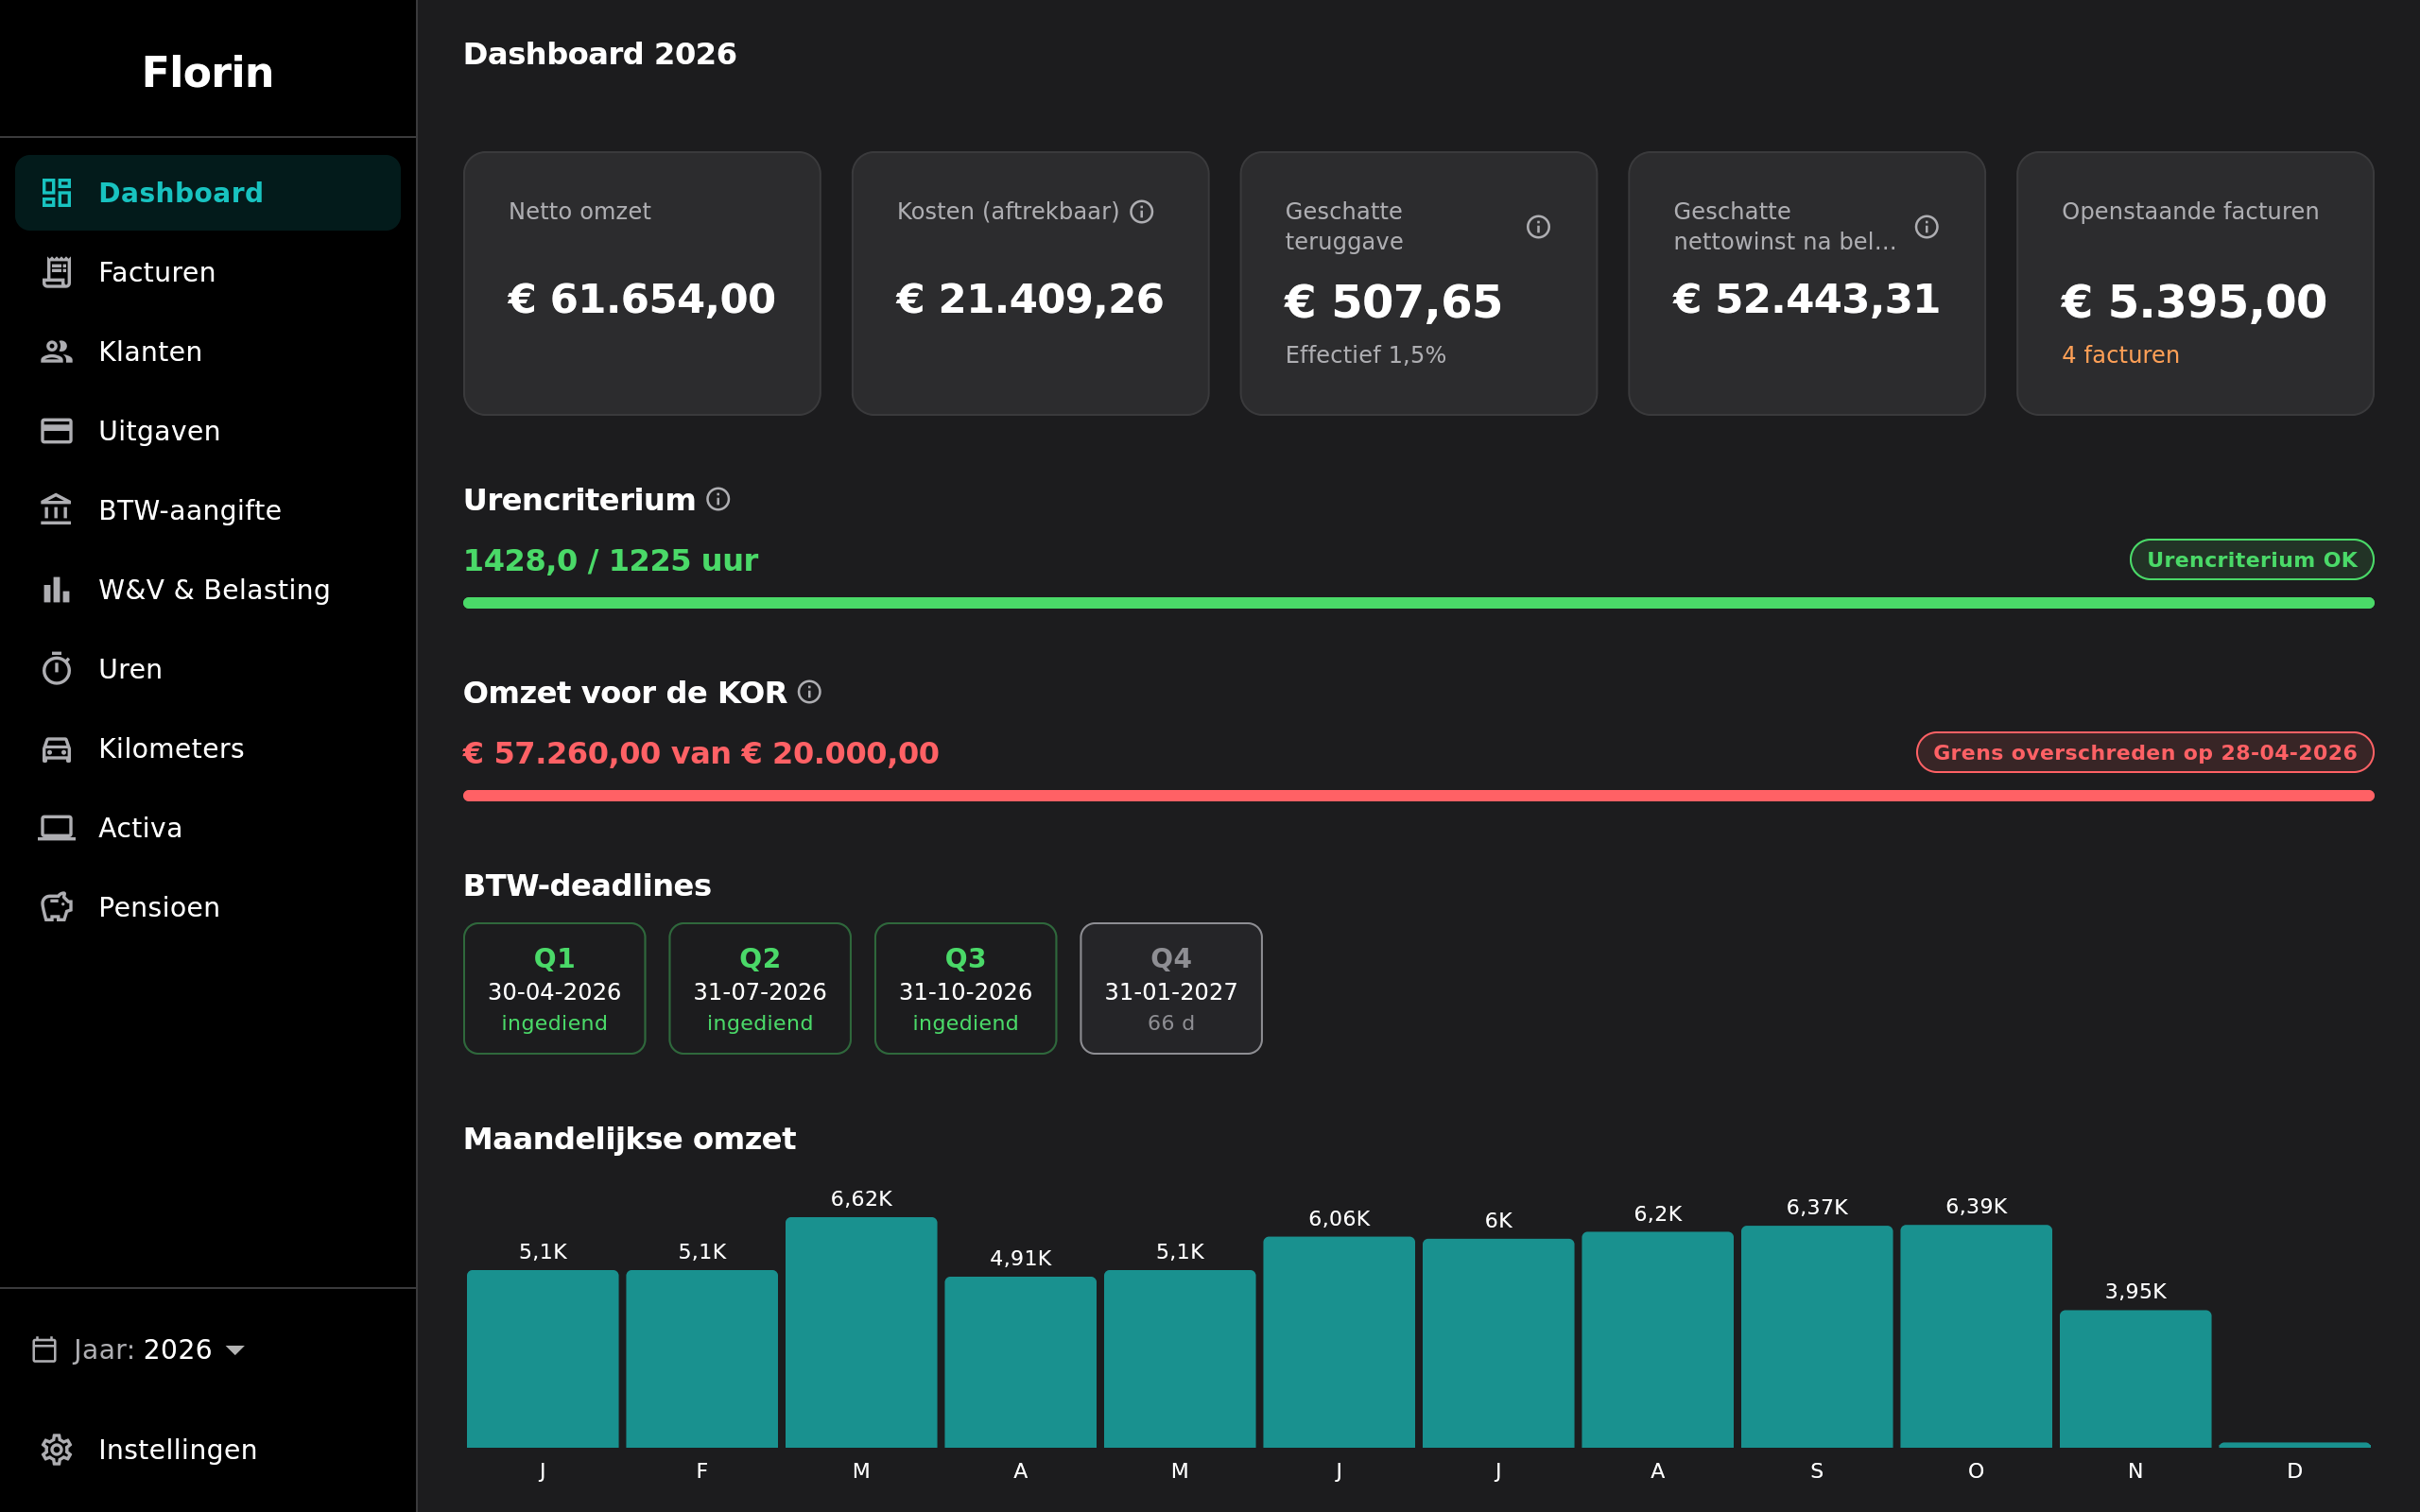 Florin
Dashboard
Facturen
Klanten
Uitgaven
BTW-aangifte
W&V & Belasting
Uren
Kilometers
Activa
Pensioen
Jaar: 2026
Instellingen
Dashboard 2026
Netto omzet
€ 61.654,00
Kosten (aftrekbaar)
€ 21.409,26
Geschatte
teruggave
€ 507,65
Effectief 1,5%
Geschatte
nettowinst na bel…
€ 52.443,31
Openstaande facturen
€ 5.395,00
4 facturen
Urencriterium
1428,0 / 1225 uur
Urencriterium OK
Omzet voor de KOR
€ 57.260,00 van € 20.000,00
Grens overschreden op 28-04-2026
BTW-deadlines
Q1
30-04-2026
ingediend
Q2
31-07-2026
ingediend
Q3
31-10-2026
ingediend
Q4
31-01-2027
66 d
Maandelijkse omzet
5,1K
5,1K
6,62K
4,91K
5,1K
6,06K
6K
6,2K
6,37K
6,39K
3,95K
J F M A M J J A S O N D